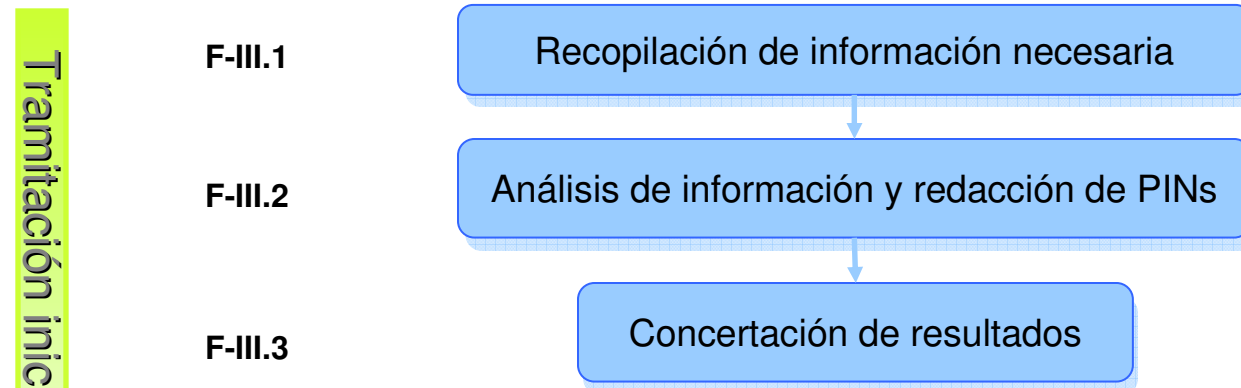 Tramitación inic
F-III.1
Recopilación de información necesaria
F-III.2
Análisis de información y redacción de PINs
F-III.3
Concertación de resultados